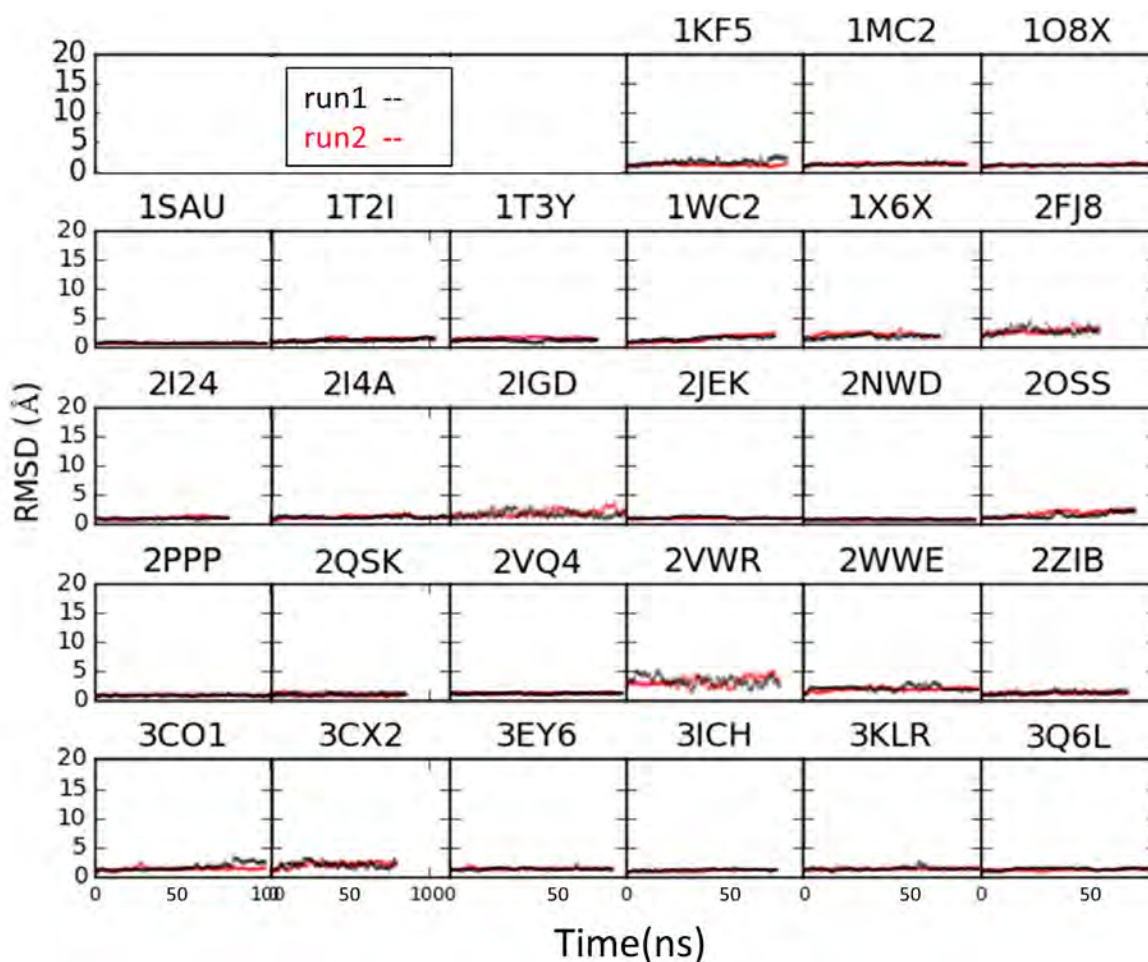 1KF5 1MC2 1O8X
20
15
10
5
0
run1 --
run2 --
1SAU 1T2I 1T3Y 1WC2 1X6X 2FJ8
20
15
10
5
0
2I24 2I4A 2IGD 2JEK 2NWD 2OSS
20
15
10
5
0
RMSD (Å)
2PPP 2QSK 2VQ4 2VWR 2WWE 2ZIB
20
15
10
5
0
3CO1 3CX2 3EY6 3ICH 3KLR 3Q6L
20
15
10
5
0
0 50 100 50 100 0 50 0 50 0 50 0 50
Time(ns)